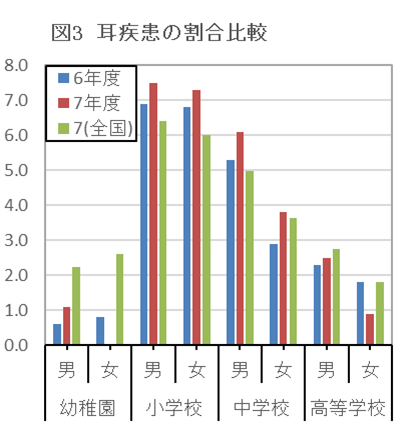 図3 耳疾患の割合比較
8.0
7.0
6.0
5.0
4.0
3.0
2.0
1.0
0.0
6年度
7年度
7(全国)
男 女 男 女 男 女 男 女
幼稚園 小学校 中学校 高等学校